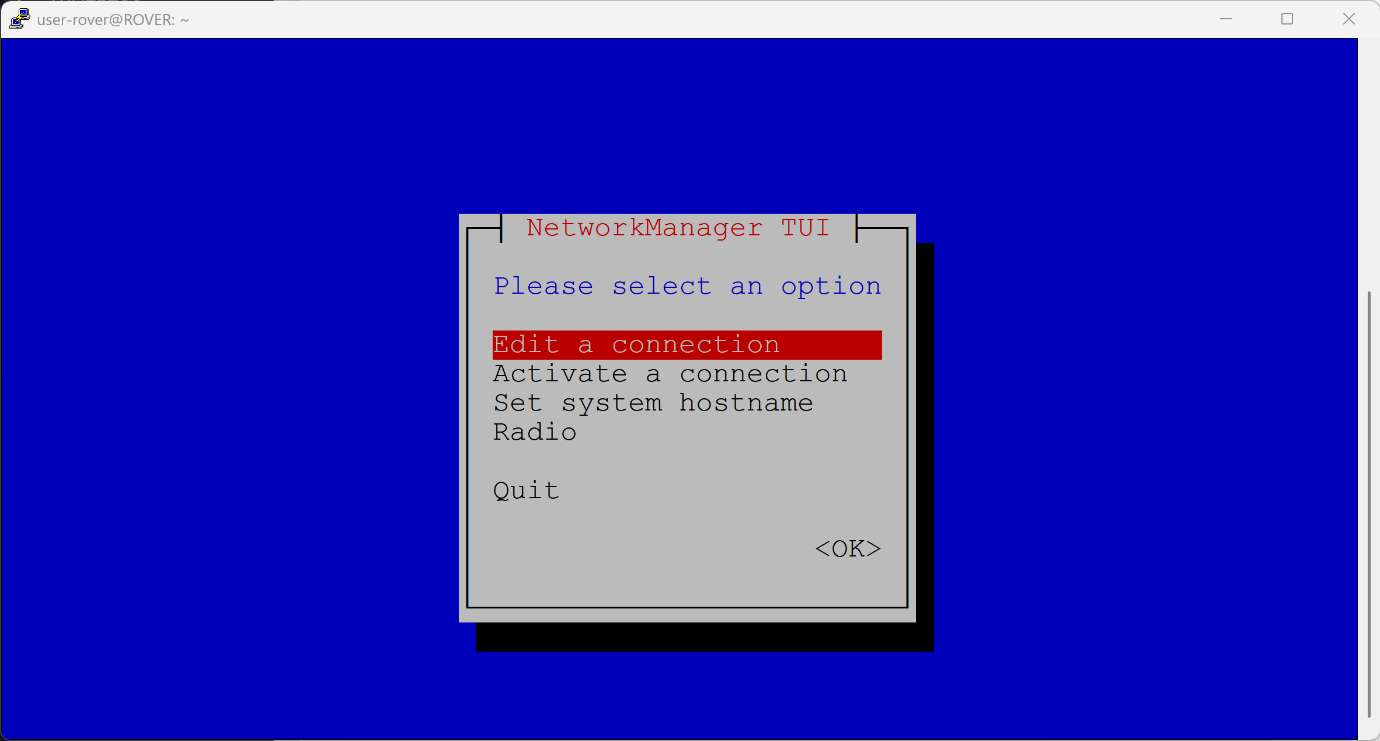 user-rover@ROVER: ~
NetworkManager TUI
Please select an option
Edit a connection
Activate a connection
Set system hostname
Radio
Quit
<OK>